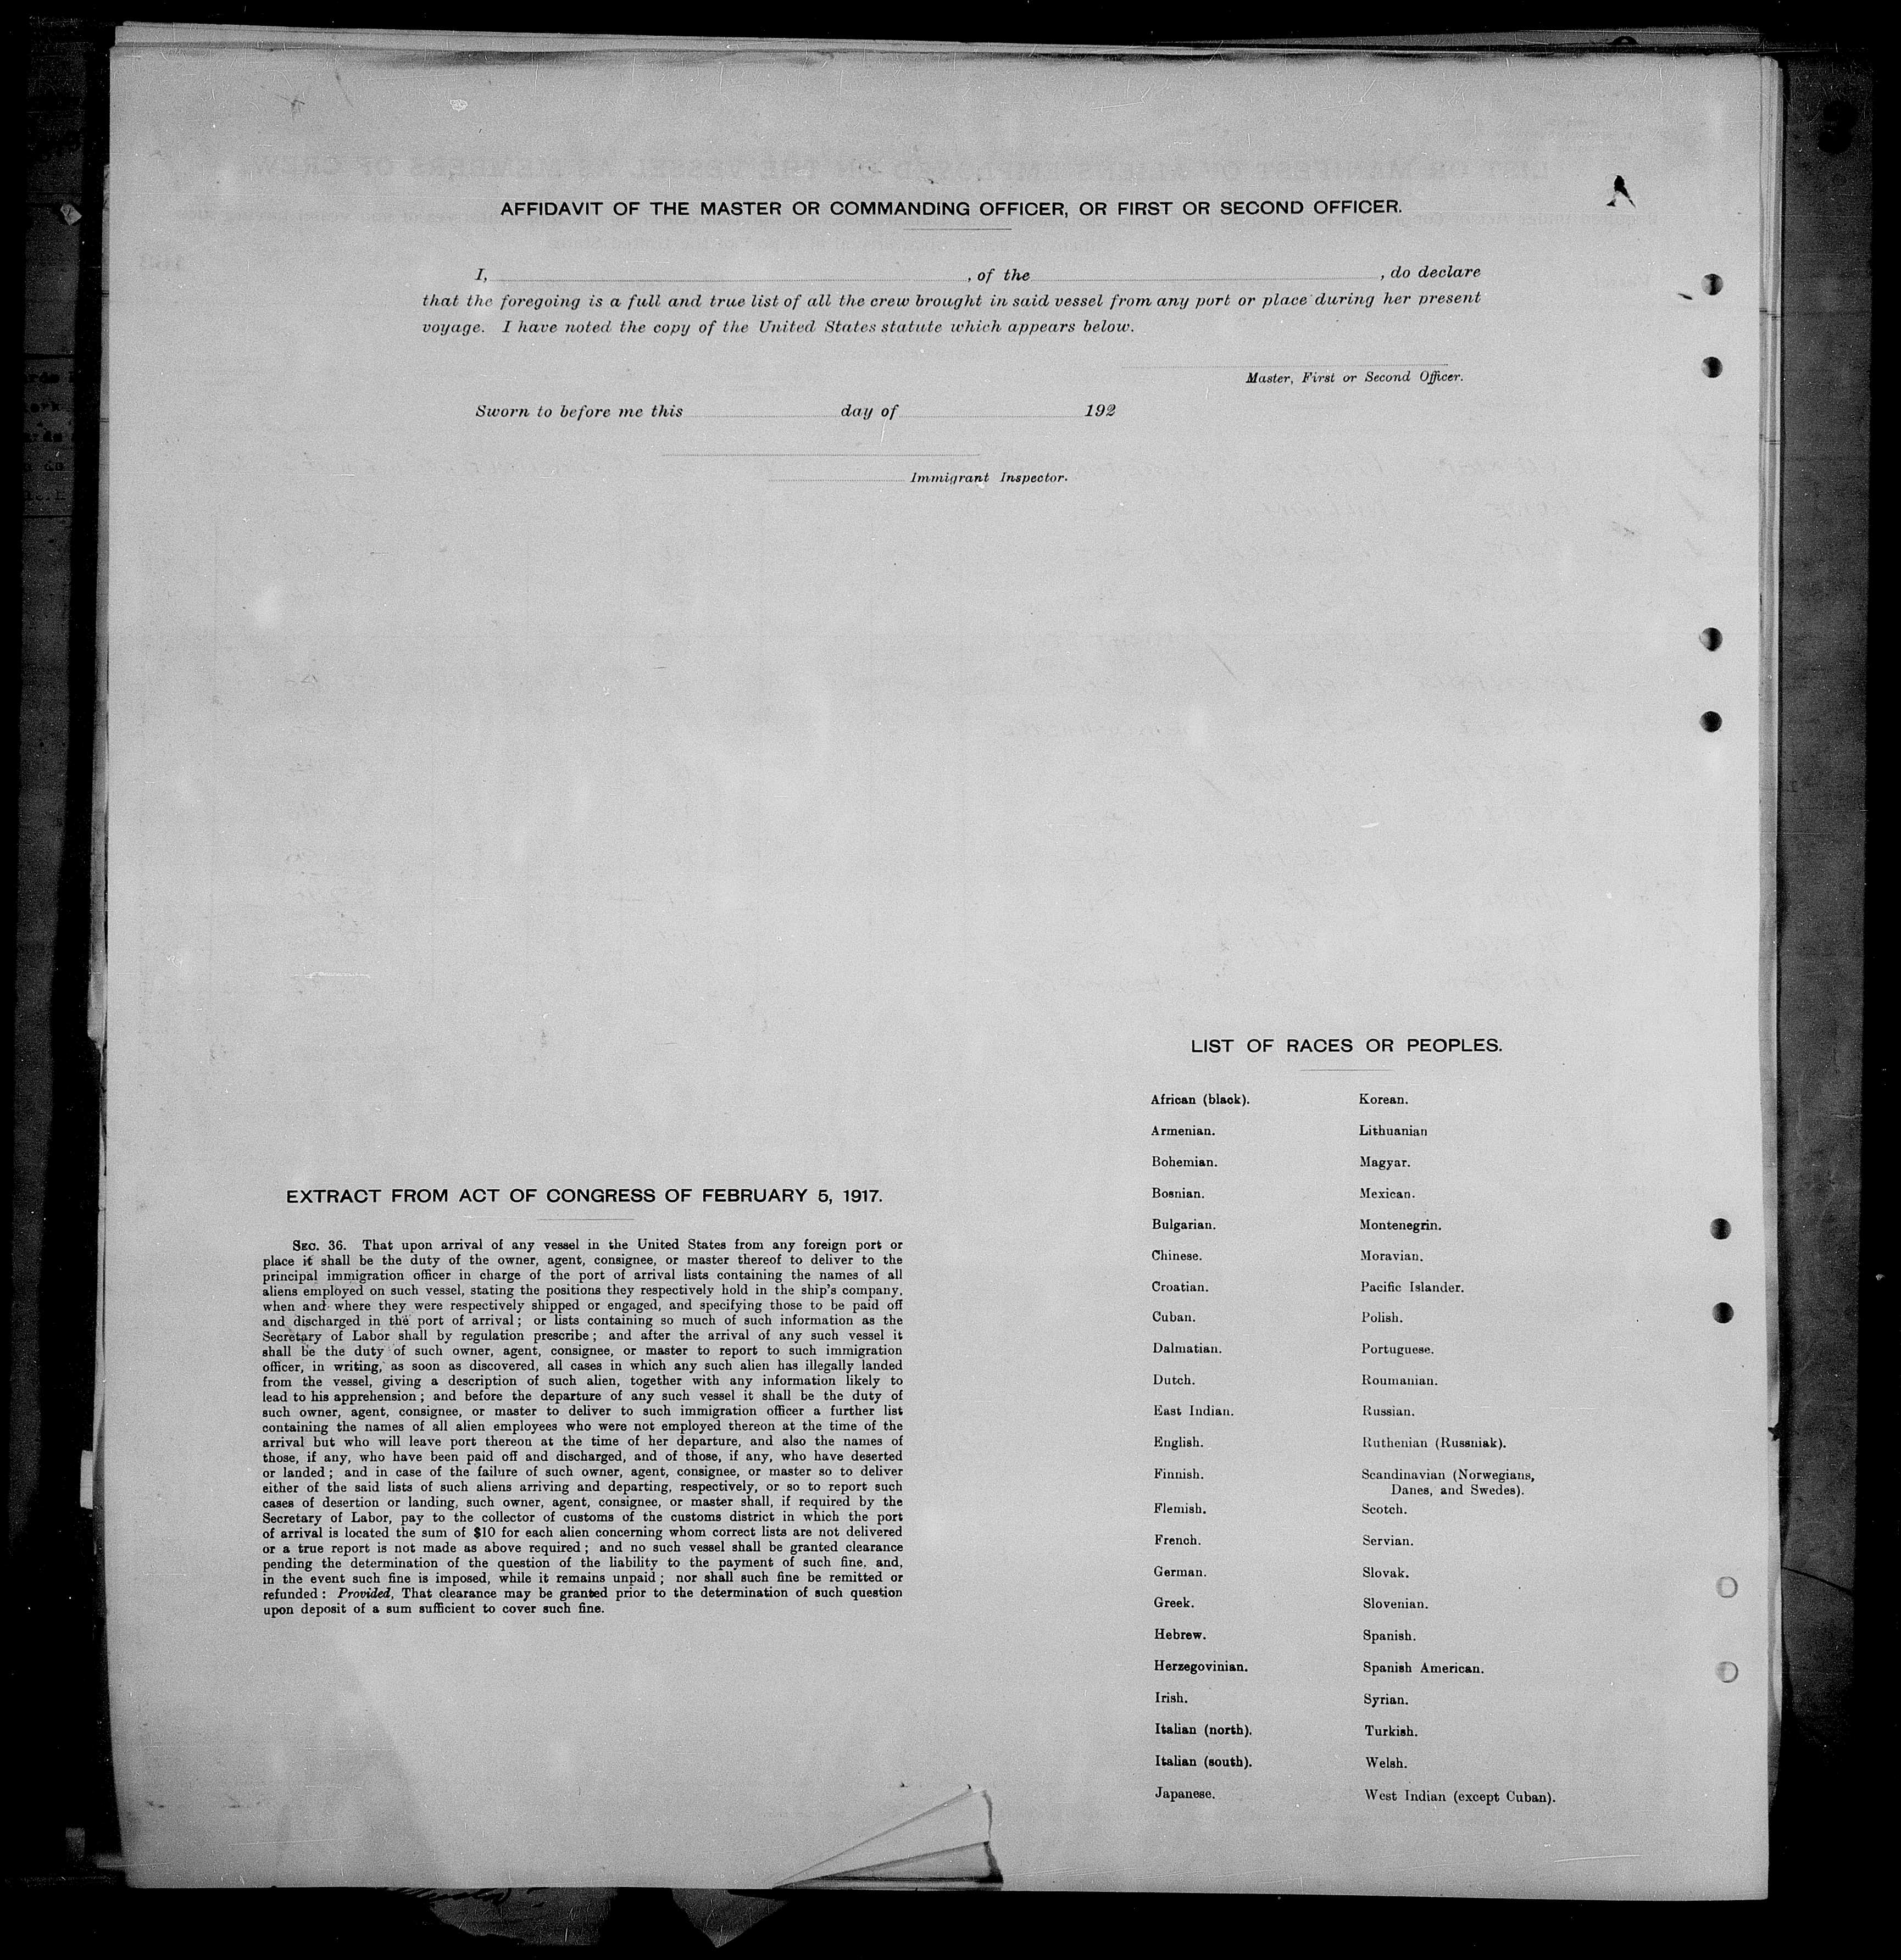 AFFIDAVIT OF THE MASTER OR COMMANDING OFFICER, OR FIRST OR SECOND OFFICER.
I, , of the , do declare
that the foregoing is a full and true list of all the crew brought in said vessel from any port or place during her present
voyage. I have noted the copy of the United States statute which appears below.
Master, First or Second Officer.
Sworn to before me this day of 192
Immigrant Inspector.
EXTRACT FROM ACT OF CONGRESS OF FEBRUARY 5, 1917.
SEC. 36. That upon arrival of any vessel in the United States from any foreign port or
place it shall be the duty of the owner, agent, consignee, or master thereof to deliver to the
principal immigration officer in charge of the port of arrival lists containing the names of all
aliens employed on such vessel, stating the positions they respectively hold in the ship's company,
when and where they were respectively shipped or engaged, and specifying those to be paid off
and discharged in the port of arrival; or lists containing so much of such information as the
Secretary of Labor shall by regulation prescribe; and after the arrival of any such vessel it
shall be the duty of such owner, agent, consignee, or master to report to such immigration
officer, in writing, as soon as discovered, all cases in which any such alien has illegally landed
from the vessel, giving a description of such alien, together with any information likely to
lead to his apprehension; and before the departure of any such vessel it shall be the duty of
such owner, agent, consignee, or master to deliver to such immigration officer a further list
containing the names of all alien employees who were not employed thereon at the time of the
arrival but who will leave port thereon at the time of her departure, and also the names of
those, if any, who have been paid off and discharged, and of those, if any, who have deserted
or landed; and in case of the failure of such owner, agent, consignee, or master so to deliver
either of the said lists of such aliens arriving and departing, respectively, or so to report such
cases of desertion or landing, such owner, agent, consignee, or master shall, if required by the
Secretary of Labor, pay to the collector of customs of the customs district in which the port
of arrival is located the sum of $10 for each alien concerning whom correct lists are not delivered
or a true report is not made as above required; and no such vessel shall be granted clearance
pending the determination of the question of the liability to the payment of such fine, and,
in the event such fine is imposed, while it remains unpaid; nor shall such fine be remitted or
refunded: Provided, That clearance may be granted prior to the determination of such question
upon deposit of a sum sufficient to cover such fine.
LIST OF RACES OR PEOPLES.
African (black).
Armenian.
Bohemian.
Bosnian.
Bulgarian.
Chinese.
Croatian.
Cuban.
Dalmatian.
Dutch.
East Indian.
English.
Finnish.
Flemish.
French.
German.
Greek.
Hebrew.
Herzegovinian.
Irish.
Italian (north).
Italian (south).
Japanese.
Korean.
Lithuanian
Magyar.
Mexican.
Montenegrin.
Moravian.
Pacific Islander.
Polish.
Portuguese.
Roumanian.
Russian.
Ruthenian (Russniak).
Scandinavian (Norwegians,
Danes, and Swedes).
Scotch.
Servian.
Slovak.
Slovenian.
Spanish.
Spanish American.
Syrian.
Turkish.
Welsh.
West Indian (except Cuban).